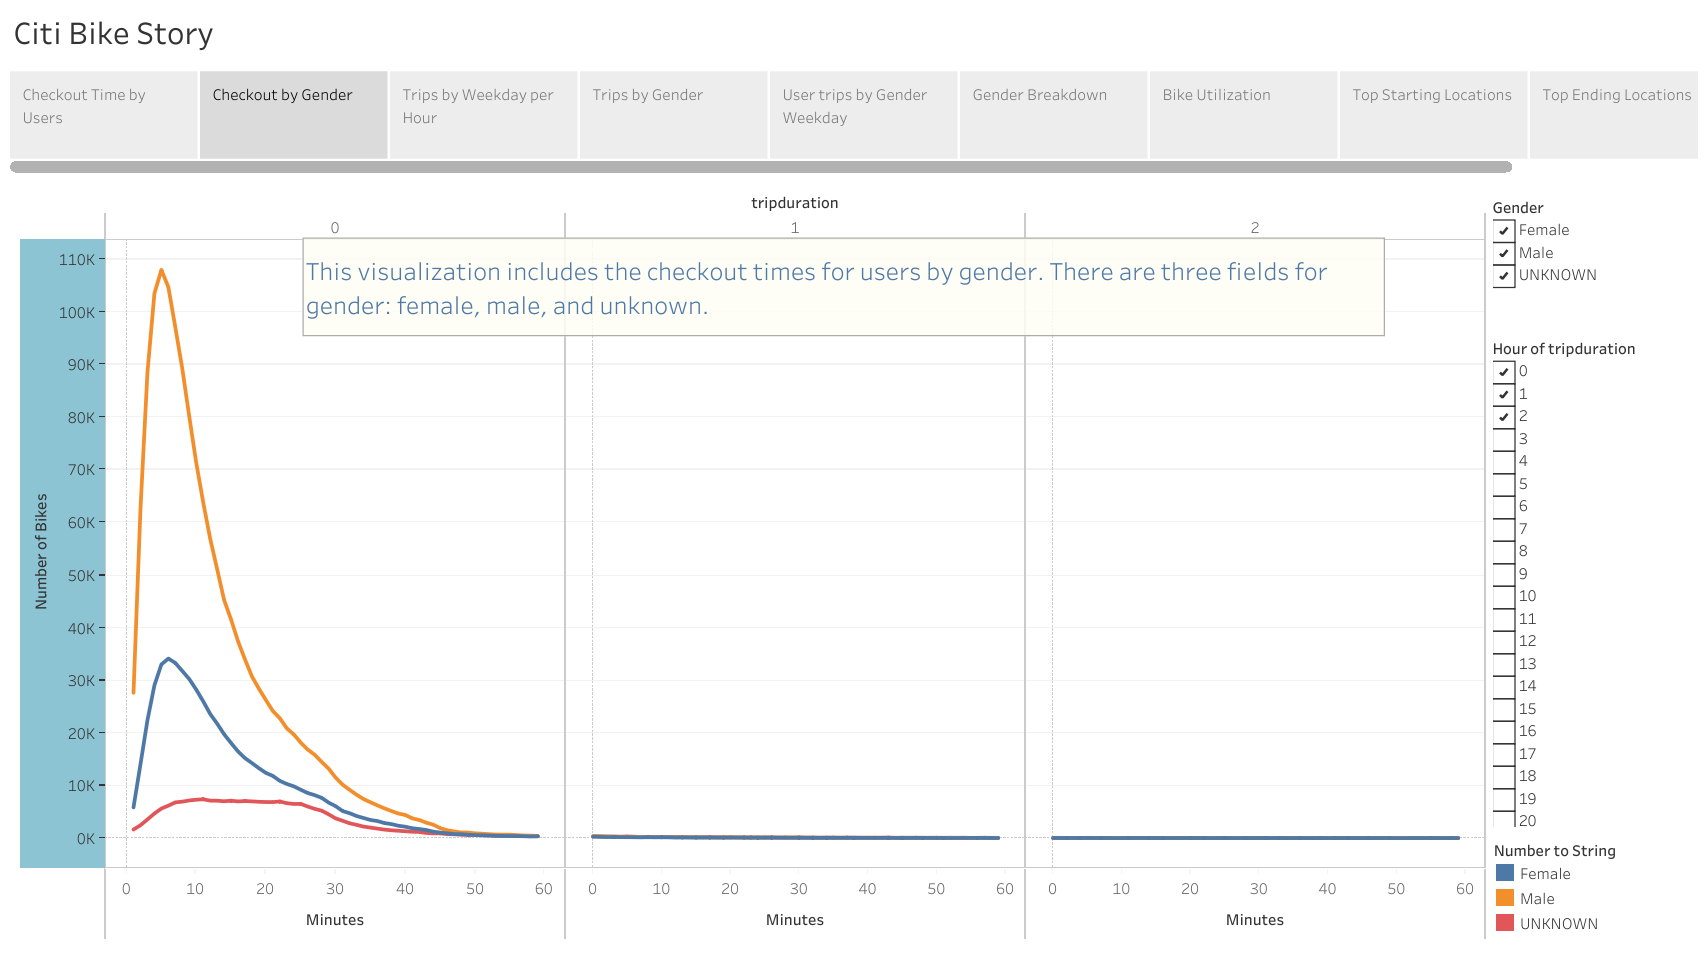 Citi Bike Story
Checkout Time by
Users
Checkout by Gender
Trips by Weekday per
Hour
Trips by Gender
User trips by Gender
Weekday
Gender Breakdown
Bike Utilization
Top Starting Locations
Top Ending Locations
tripduration
0
1
2
This visualization includes the checkout times for users by gender. There are three fields for
gender: female, male, and unknown.
Number of Bikes
110K
100K
90K
80K
70K
60K
50K
40K
30K
20K
10K
0K
0 10 20 30 40 50 60
0 10 20 30 40 50 60
0 10 20 30 40 50 60
Minutes
Minutes
Minutes
Gender
Female
Male
UNKNOWN
Hour of tripduration
0
1
2
3
4
5
6
7
8
9
10
11
12
13
14
15
16
17
18
19
20
Number to String
Female
Male
UNKNOWN